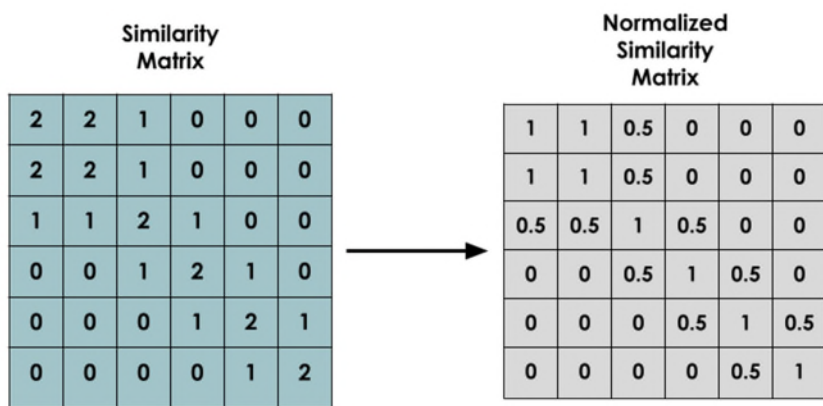 Similarity
Matrix
2 2 1 0 0 0
2 2 1 0 0 0
1 1 2 1 0 0
0 0 1 2 1 0
0 0 0 1 2 1
0 0 0 0 1 2
Normalized
Similarity
Matrix
1 1 0.5 0 0 0
1 1 0.5 0 0 0
0.5 0.5 1 0.5 0 0
0 0 0.5 1 0.5 0
0 0 0 0.5 1 0.5
0 0 0 0 0.5 1